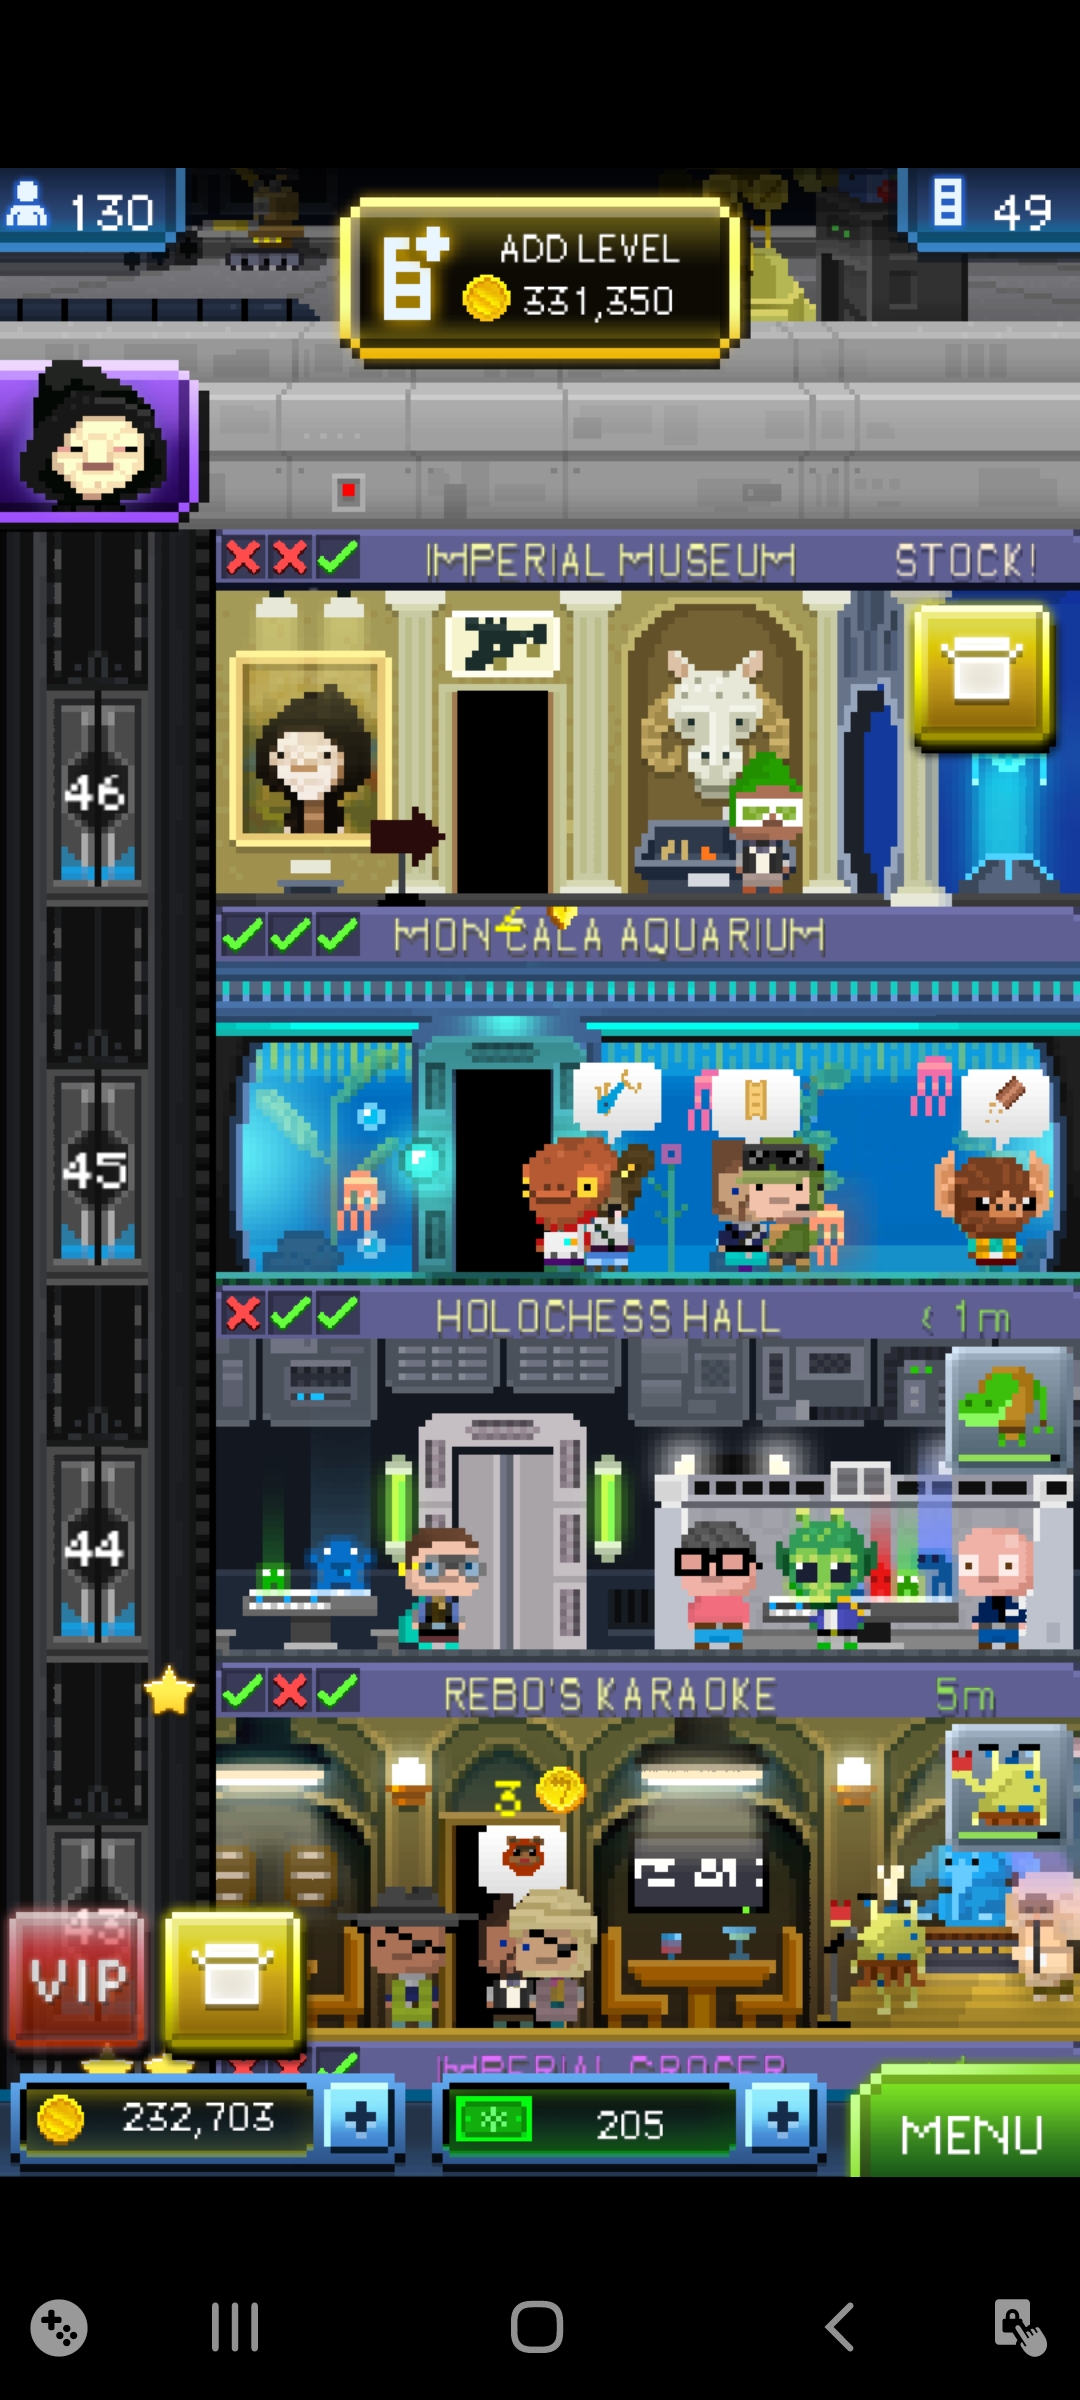 130
49
ADD LEVEL
331,350
IMPERIAL MUSEUM STOCK!
46
MON CALA AQUARIUM
45
HOLOCHESS HALL < 1m
44
REBO'S KARAOKE 5m
3
43
VIP
IMPERIAL GROCER
232,703
205
MENU